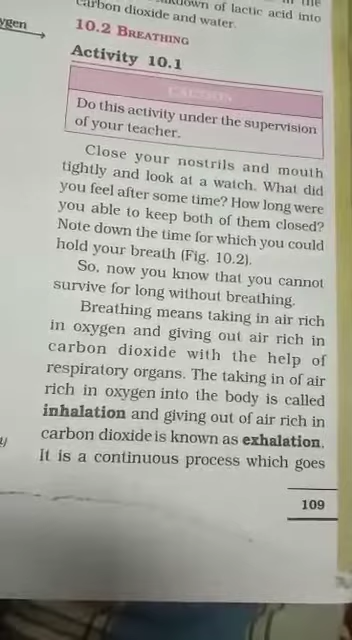 carbon dioxide and water.
of lactic acid into
10.2 BREATHING
Activity 10.1
CAUTION
Do this activity under the supervision
of your teacher.
Close your nostrils and mouth
tightly and look at a watch. What did
you feel after some time? How long were
you able to keep both of them closed?
Note down the time for which you could
hold your breath (Fig. 10.2).
So, now you know that you cannot
survive for long without breathing.
Breathing means taking in air rich
in oxygen and giving out air rich in
carbon dioxide with the help of
respiratory organs. The taking in of air
rich in oxygen into the body is called
inhalation and giving out of air rich in
carbon dioxide is known as exhalation.
It is a continuous process which goes
109